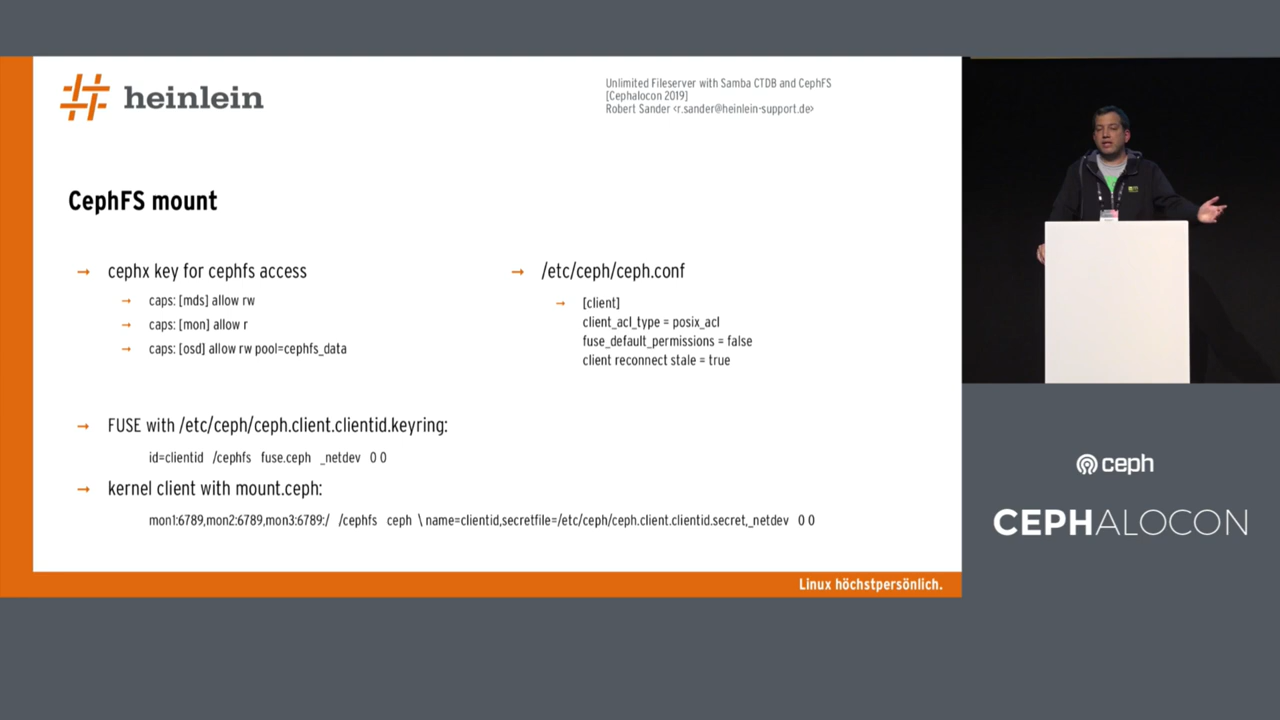 heinlein
Unlimited Fileserver with Samba CTDB and CephFS
[Cephalocon 2019]
Robert Sander <r.sander@heinlein-support.de>
CephFS mount
→ cephx key for cephfs access
→ caps: [mds] allow rw
→ caps: [mon] allow r
→ caps: [osd] allow rw pool=cephfs_data
→ /etc/ceph/ceph.conf
→ [client]
client_acl_type = posix_acl
fuse_default_permissions = false
client reconnect stale = true
→ FUSE with /etc/ceph/ceph.client.clientid.keyring:
id=clientid /cephfs fuse.ceph _netdev 0 0
→ kernel client with mount.ceph:
mon1:6789,mon2:6789,mon3:6789:/ /cephfs ceph \ name=clientid,secretfile=/etc/ceph/ceph.client.clientid.secret,_netdev 0 0
Linux höchstpersönlich.
ceph
CEPHALOCON